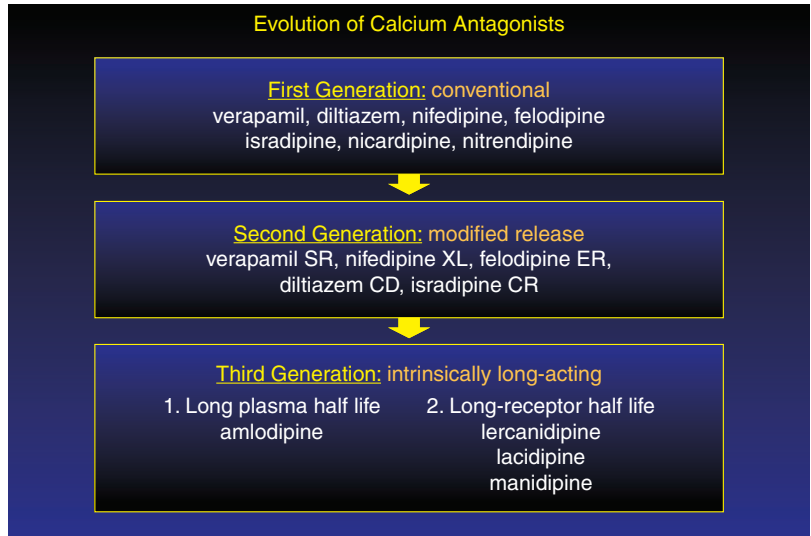 Evolution of Calcium Antagonists
First Generation: conventional
verapamil, diltiazem, nifedipine, felodipine
isradipine, nicardipine, nitrendipine
Second Generation: modified release
verapamil SR, nifedipine XL, felodipine ER,
diltiazem CD, isradipine CR
Third Generation: intrinsically long-acting
1. Long plasma half life
amlodipine
2. Long-receptor half life
lercanidipine
lacidipine
manidipine